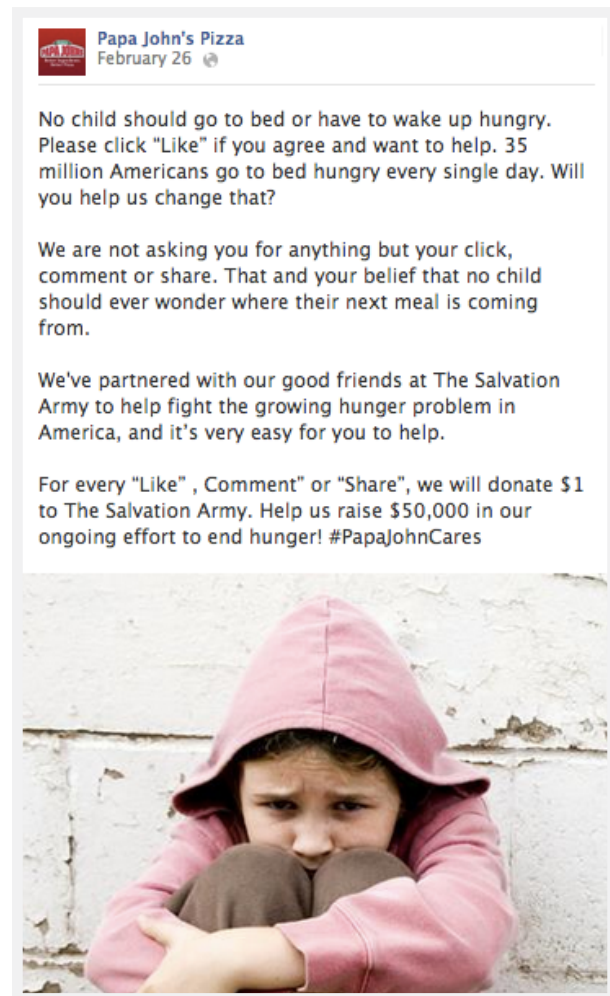 PAPA JOHN'S
Papa John's Pizza
February 26
No child should go to bed or have to wake up hungry.
Please click “Like” if you agree and want to help. 35
million Americans go to bed hungry every single day. Will
you help us change that?
We are not asking you for anything but your click,
comment or share. That and your belief that no child
should ever wonder where their next meal is coming
from.
We've partnered with our good friends at The Salvation
Army to help fight the growing hunger problem in
America, and it’s very easy for you to help.
For every “Like” , Comment” or “Share”, we will donate $1
to The Salvation Army. Help us raise $50,000 in our
ongoing effort to end hunger! #PapaJohnCares